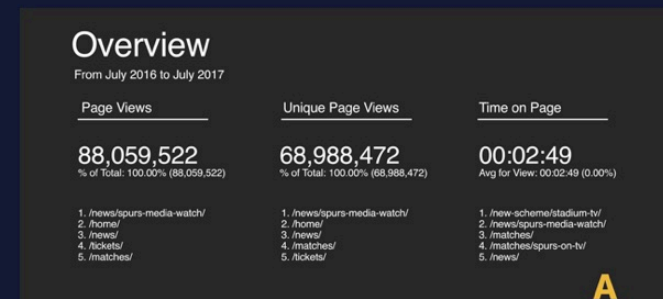 Overview
From July 2016 to July 2017
Page Views
88,059,522
% of Total: 100.00% (88,059,522)
1. /news/spurs-media-watch/
2. /home/
3. /news/
4. /tickets/
5. /matches/
Unique Page Views
68,988,472
% of Total: 100.00% (68,988,472)
1. /news/spurs-media-watch/
2. /home/
3. /news/
4. /matches/
5. /tickets/
Time on Page
00:02:49
Avg for View: 00:02:49 (0.00%)
1. /new-scheme/stadium-tv/
2. /news/spurs-media-watch/
3. /matches/
4. /matches/spurs-on-tv/
5. /news/
A